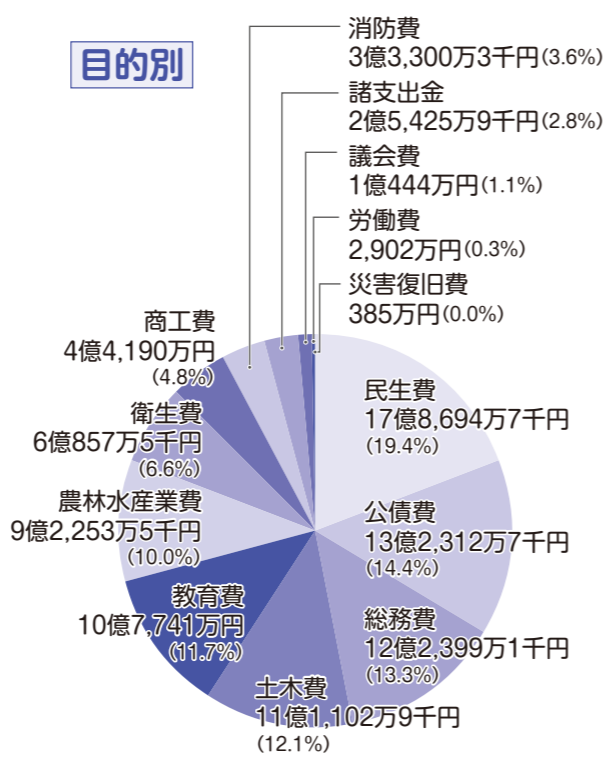 目的別
消防費
3億3,300万3千円(3.6%)
諸支出金
2億5,425万9千円(2.8%)
議会費
1億444万円(1.1%)
労働費
2,902万円(0.3%)
災害復旧費
385万円(0.0%)
民生費
17億8,694万7千円
(19.4%)
公債費
13億2,312万7千円
(14.4%)
総務費
12億2,399万1千円
(13.3%)
土木費
11億1,102万9千円
(12.1%)
教育費
10億7,741万円
(11.7%)
農林水産業費
9億2,253万5千円
(10.0%)
衛生費
6億857万5千円
(6.6%)
商工費
4億4,190万円
(4.8%)